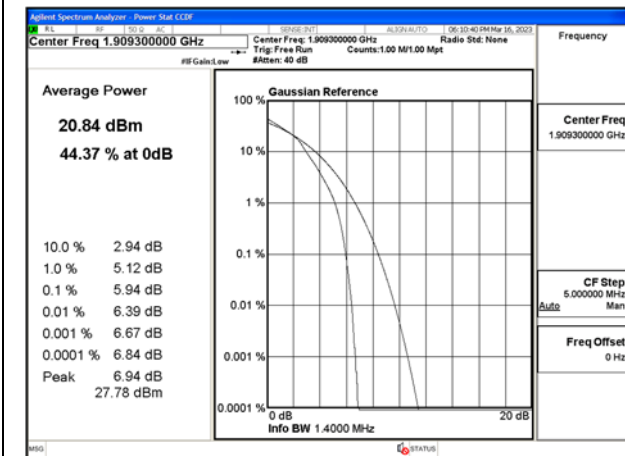 Agilent Spectrum Analyzer - Power Stat CCDF
RL RF 50 Ω AC SENSE:INT ALIGN AUTO 06:10:40 PM Mar 16, 2023
Center Freq 1.909300000 GHz
Center Freq: 1.909300000 GHz Radio Std: None
Trig: Free Run Counts:1.00 M/1.00 Mpt
#IFGain:Low #Atten: 40 dB
Frequency
Average Power
20.84 dBm
44.37 % at 0dB
10.0 % 2.94 dB
1.0 % 5.12 dB
0.1 % 5.94 dB
0.01 % 6.39 dB
0.001 % 6.67 dB
0.0001 % 6.84 dB
Peak 6.94 dB
27.78 dBm
Gaussian Reference
100 %
10 %
1 %
0.1 %
0.01 %
0.001 %
0.0001 %
0 dB 20 dB
Info BW 1.4000 MHz
Center Freq
1.909300000 GHz
CF Step
5.000000 MHz
Auto Man
Freq Offset
0 Hz
MSG STATUS